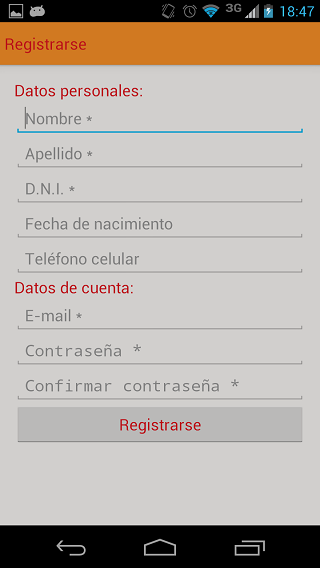 3G 18:47
Registrarse
Datos personales:
Nombre *
Apellido *
D.N.I. *
Fecha de nacimiento
Teléfono celular
Datos de cuenta:
E-mail *
Contraseña *
Confirmar contraseña *
Registrarse